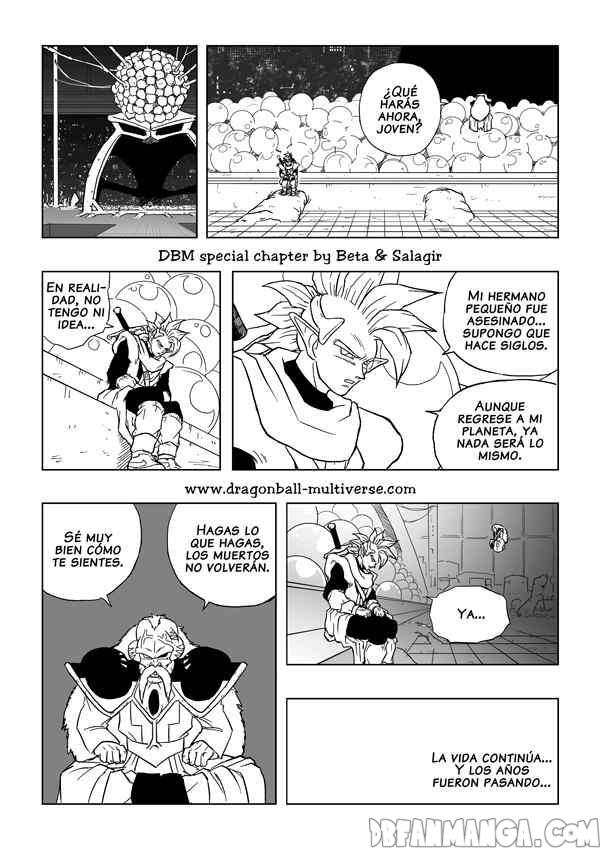 ¿QUÉ
HARÁS
AHORA,
JOVEN?
DBM special chapter by Beta & Salagir
EN REALI-
DAD, NO
TENGO NI
IDEA...
MI HERMANO
PEQUEÑO FUE
ASESINADO...
SUPONGO QUE
HACE SIGLOS.
AUNQUE
REGRESE A MI
PLANETA, YA
NADA SERÁ LO
MISMO.
www.dragonball-multiverse.com
SÉ MUY
BIEN CÓMO
TE SIENTES.
HAGAS LO
QUE HAGAS,
LOS MUERTOS
NO VOLVERÁN.
YA...
LA VIDA CONTINÚA...
Y LOS AÑOS
FUERON PASANDO...
DBFANMANGA.COM